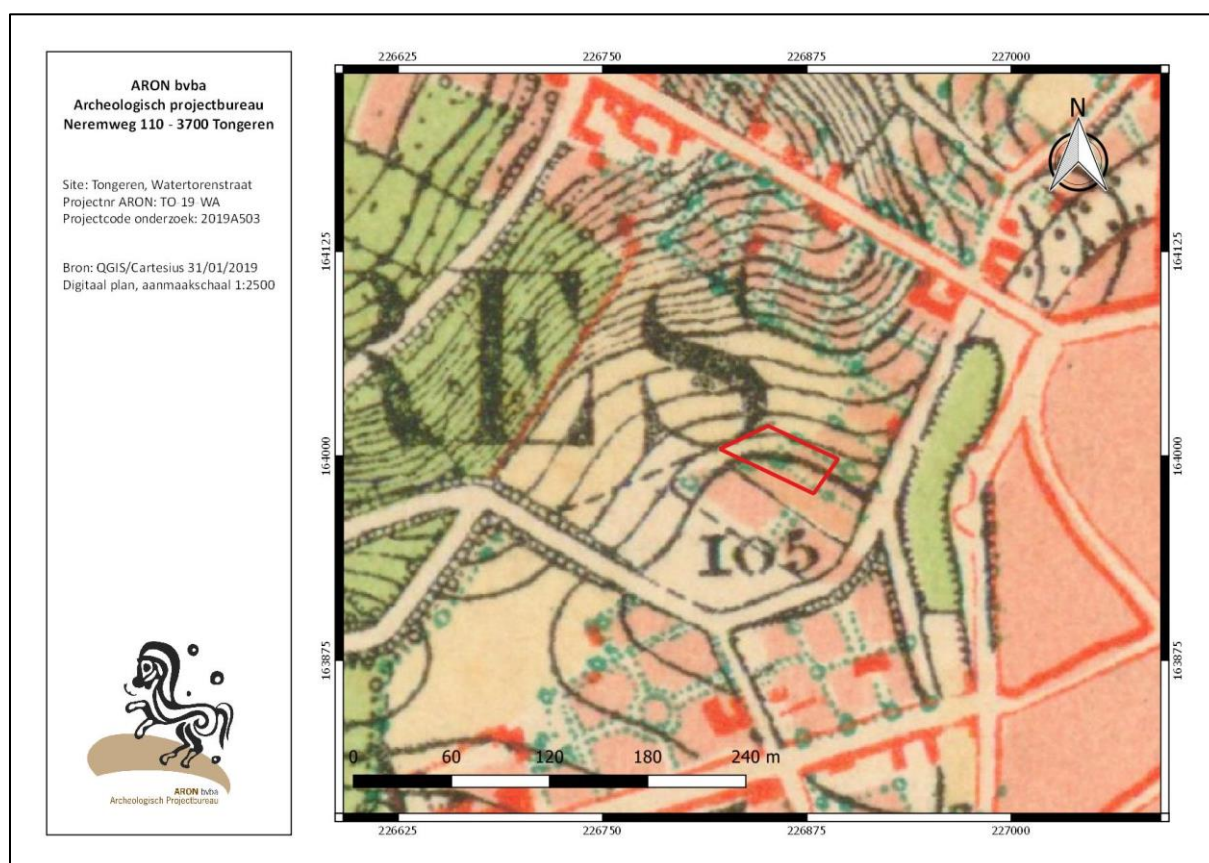 ARON bvba
Archeologisch projectbureau
Neremweg 110 - 3700 Tongeren
Site: Tongeren, Watertorenstraat
Projectnr ARON: TO-19-WA
Projectcode onderzoek: 2019A503
Bron: QGIS/Cartesius 31/01/2019
Digitaal plan, aanmaakschaal 1:2500
ARON bvba
Archeologisch Projectbureau
226625 226750 226875 227000
164125 164125
164000 164000
163875 163875
N
ES
105
0 60 120 180 240 m
226625 226750 226875 227000